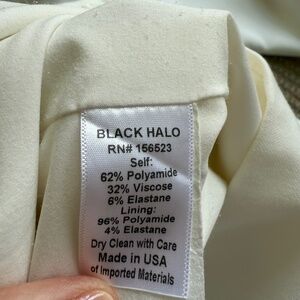 BLACK HALO
RN# 156523
Self:
62% Polyamide
32% Viscose
6% Elastane
Lining:
96% Polyamide
4% Elastane
Dry Clean with Care
Made in USA
of Imported Materials